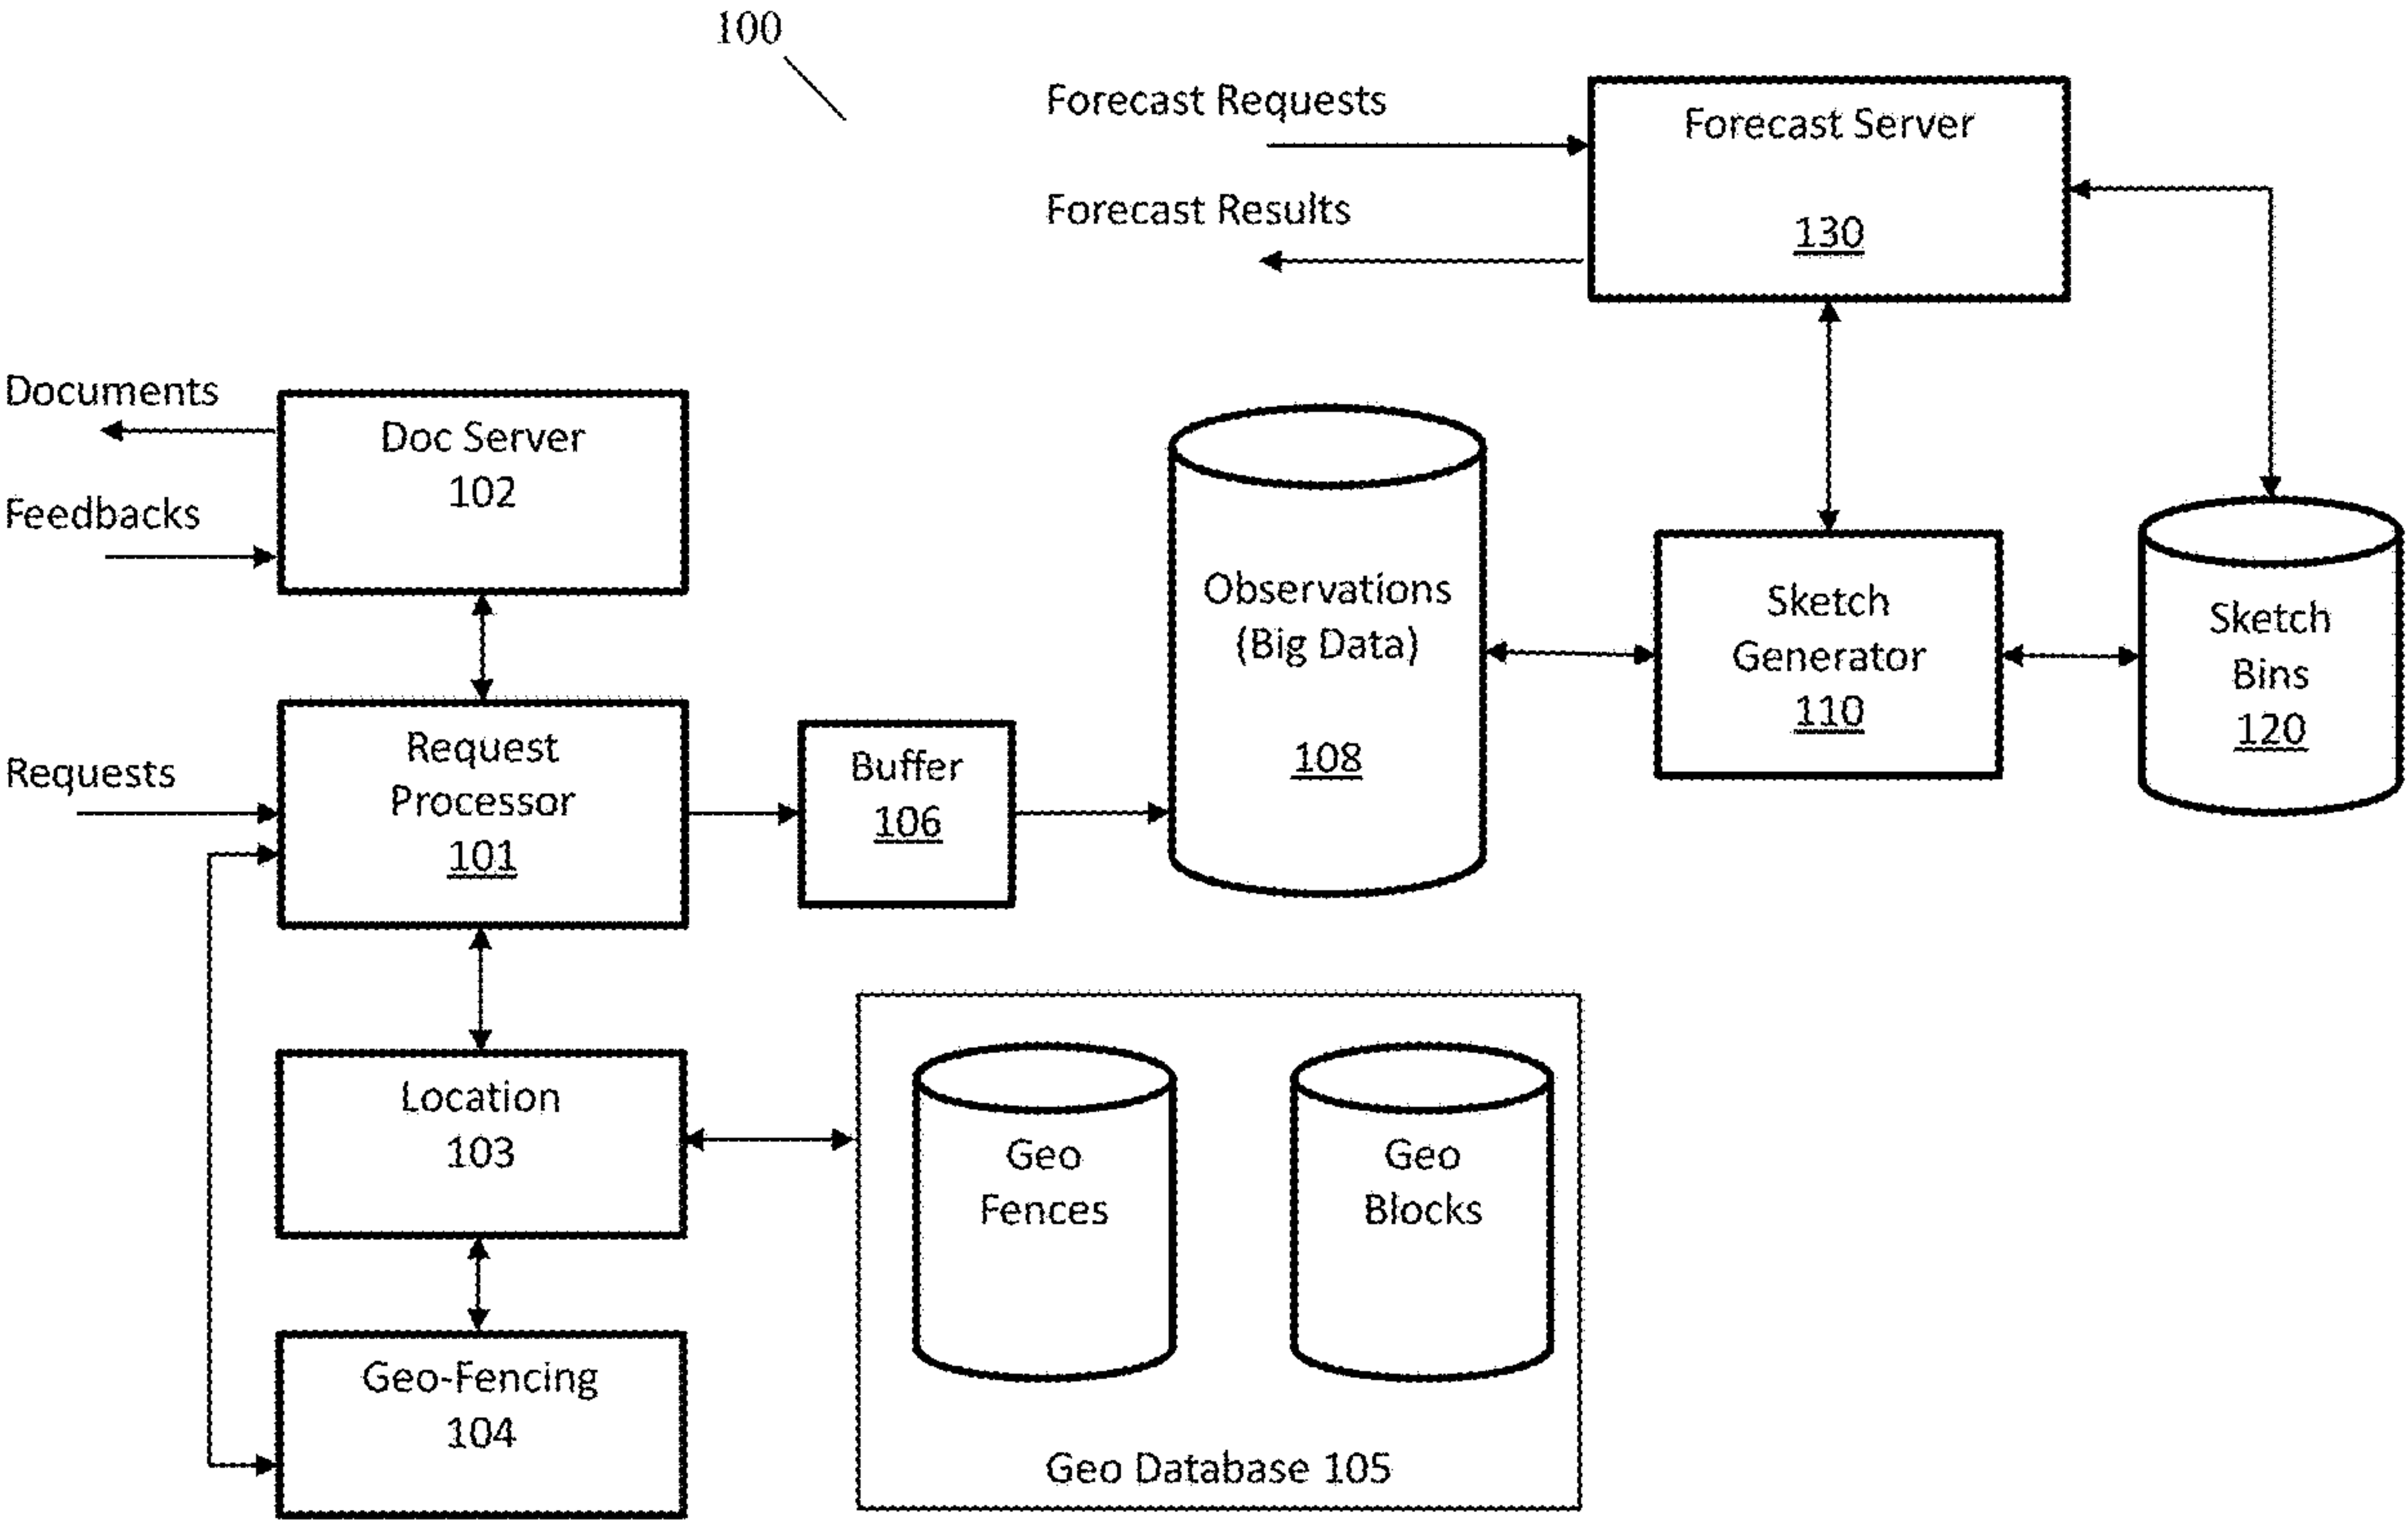 100
Forecast Requests
Forecast Results
Forecast Server
130
Documents
Feedbacks
Doc Server
102
Observations
(Big Data)
108
Sketch
Generator
110
Sketch
Bins
120
Requests
Request
Processor
101
Buffer
106
Location
103
Geo
Fences
Geo
Blocks
Geo Database 105
Geo-Fencing
104